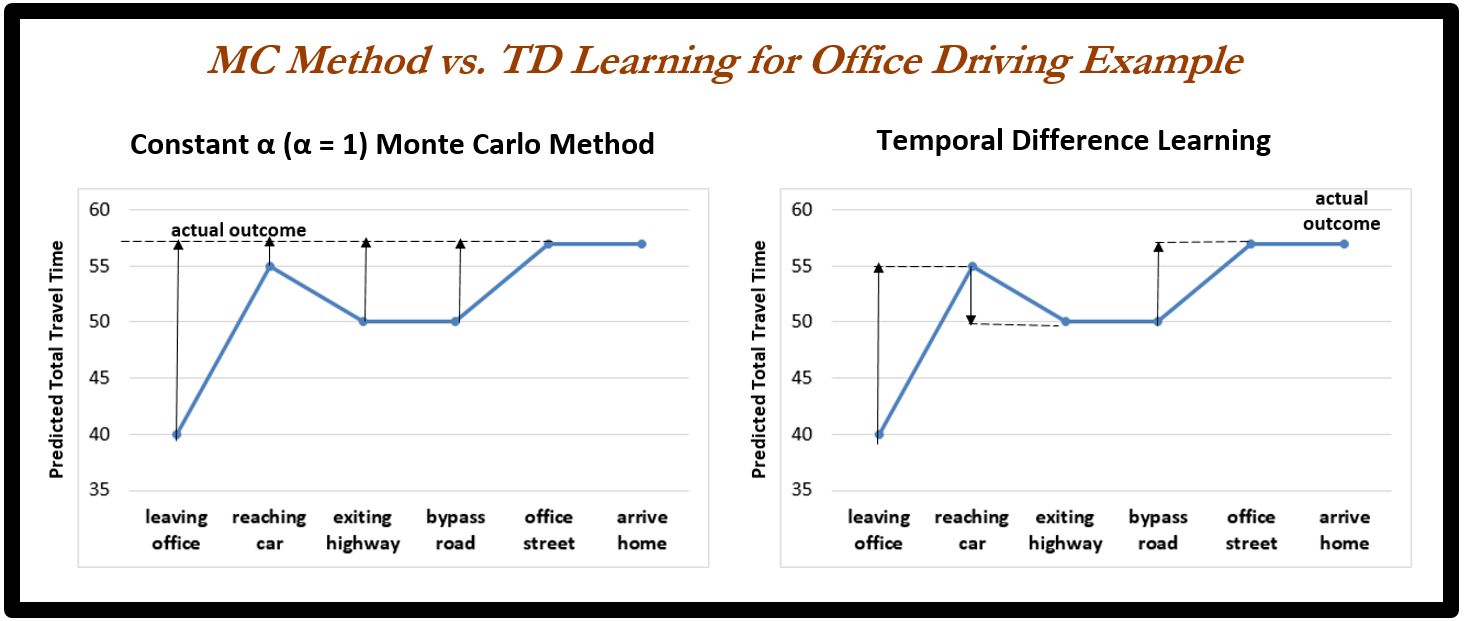 MC Method vs. TD Learning for Office Driving Example
Constant α (α = 1) Monte Carlo Method
Predicted Total Travel Time
60
55
50
45
40
35
actual outcome
leaving
office
reaching
car
exiting
highway
bypass
road
office
street
arrive
home
Temporal Difference Learning
Predicted Total Travel Time
60
55
50
45
40
35
actual
outcome
leaving
office
reaching
car
exiting
highway
bypass
road
office
street
arrive
home